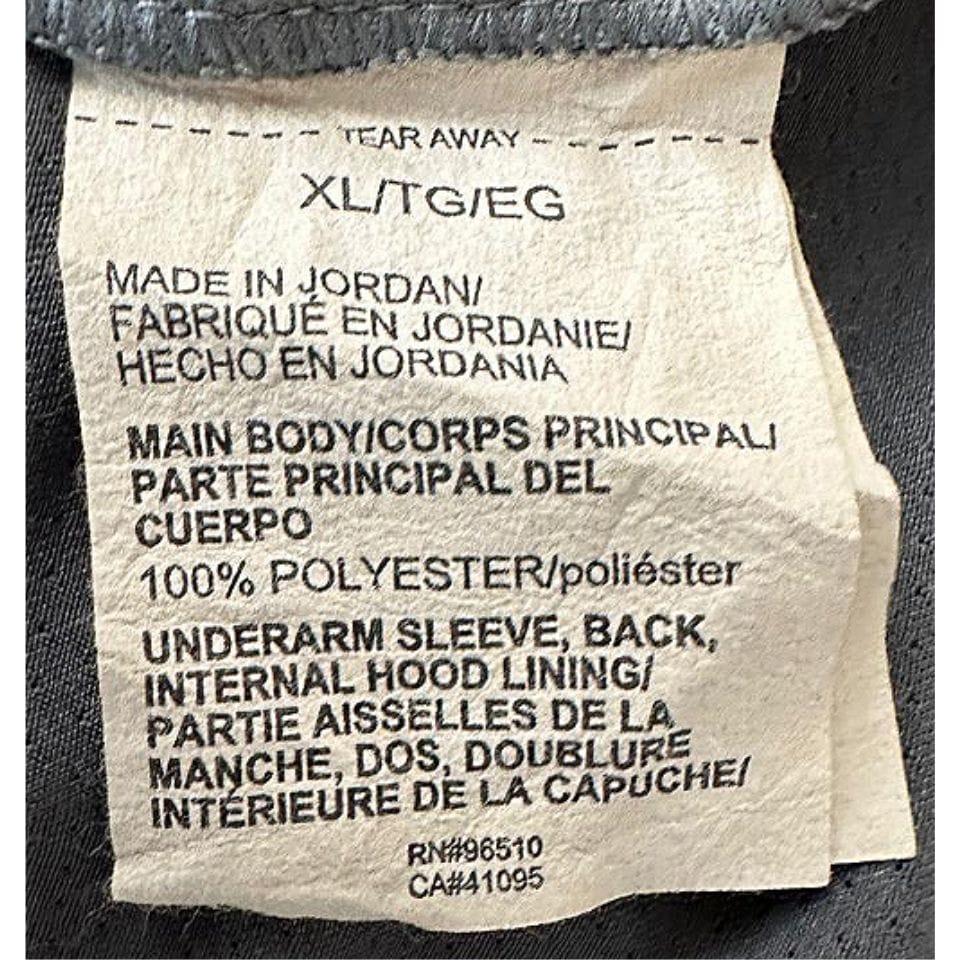 TEAR AWAY
XL/TG/EG
MADE IN JORDAN/
FABRIQUÉ EN JORDANIE/
HECHO EN JORDANIA
MAIN BODY/CORPS PRINCIPAL/
PARTE PRINCIPAL DEL
CUERPO
100% POLYESTER/poliéster
UNDERARM SLEEVE, BACK,
INTERNAL HOOD LINING/
PARTIE AISSELLES DE LA
MANCHE, DOS, DOUBLURE
INTÉRIEURE DE LA CAPUCHE/
RN#96510
CA#41095